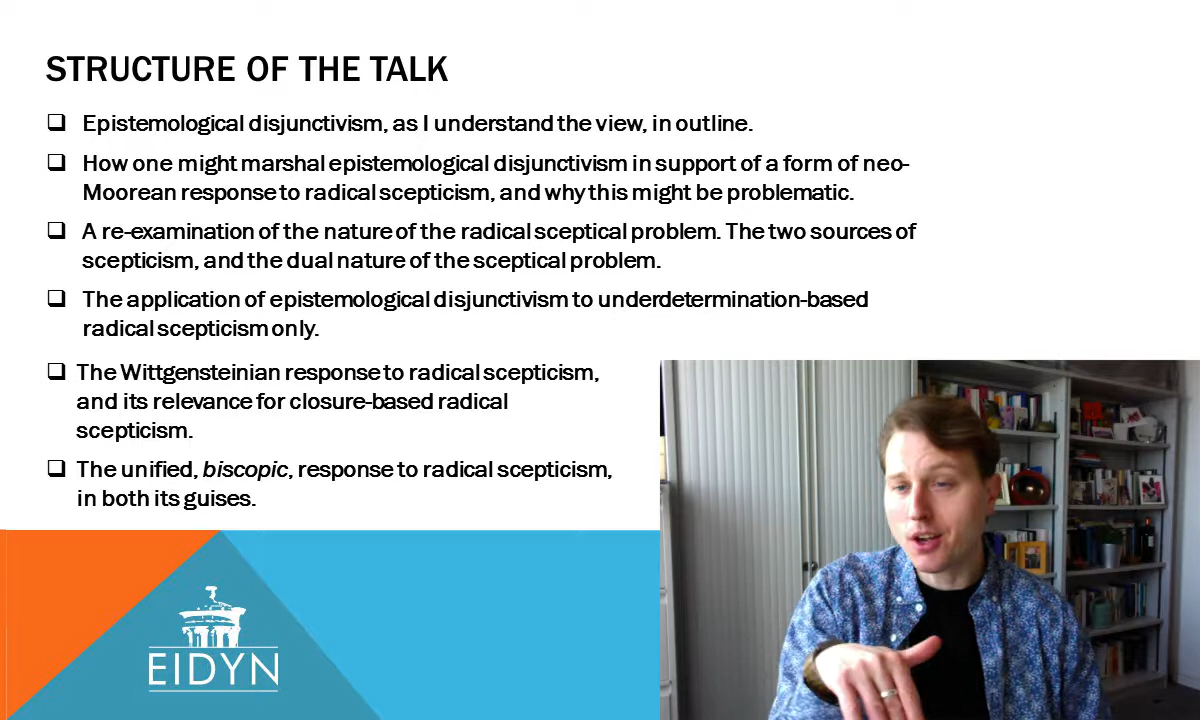 STRUCTURE OF THE TALK
Epistemological disjunctivism, as I understand the view, in outline.
How one might marshal epistemological disjunctivism in support of a form of neo-
Moorean response to radical scepticism, and why this might be problematic.
A re-examination of the nature of the radical sceptical problem. The two sources of
scepticism, and the dual nature of the sceptical problem.
The application of epistemological disjunctivism to underdetermination-based
radical scepticism only.
The Wittgensteinian response to radical scepticism,
and its relevance for closure-based radical
scepticism.
The unified, biscopic, response to radical scepticism,
in both its guises.
EIDYN